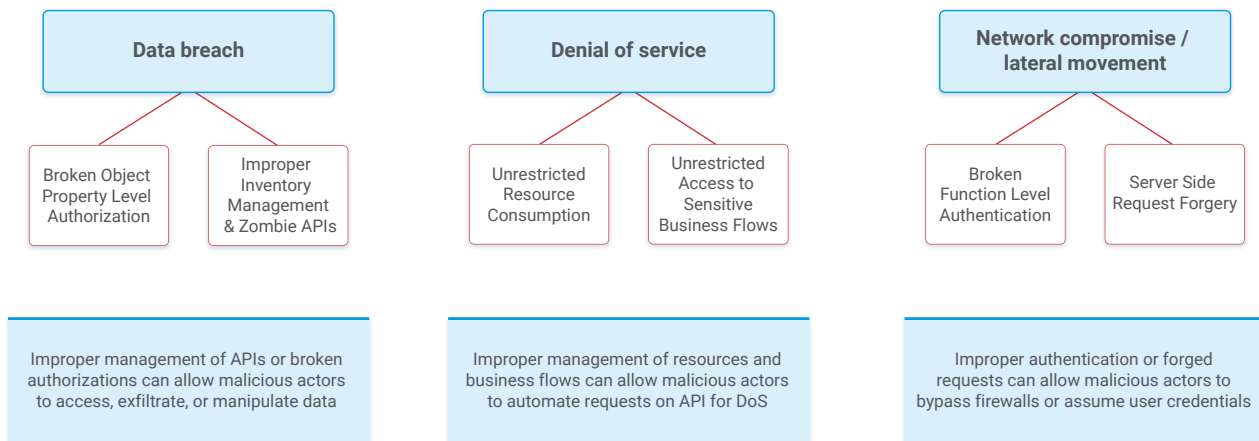 Data breach
Broken Object
Property Level
Authorization
Improper
Inventory
Management
& Zombie APIs
Improper management of APIs or broken
authorizations can allow malicious actors
to access, exfiltrate, or manipulate data
Denial of service
Unrestricted
Resource
Consumption
Unrestricted
Access to
Sensitive
Business Flows
Improper management of resources and
business flows can allow malicious actors
to automate requests on API for DoS
Network compromise /
lateral movement
Broken
Function Level
Authentication
Server Side
Request Forgery
Improper authentication or forged
requests can allow malicious actors to
bypass firewalls or assume user credentials